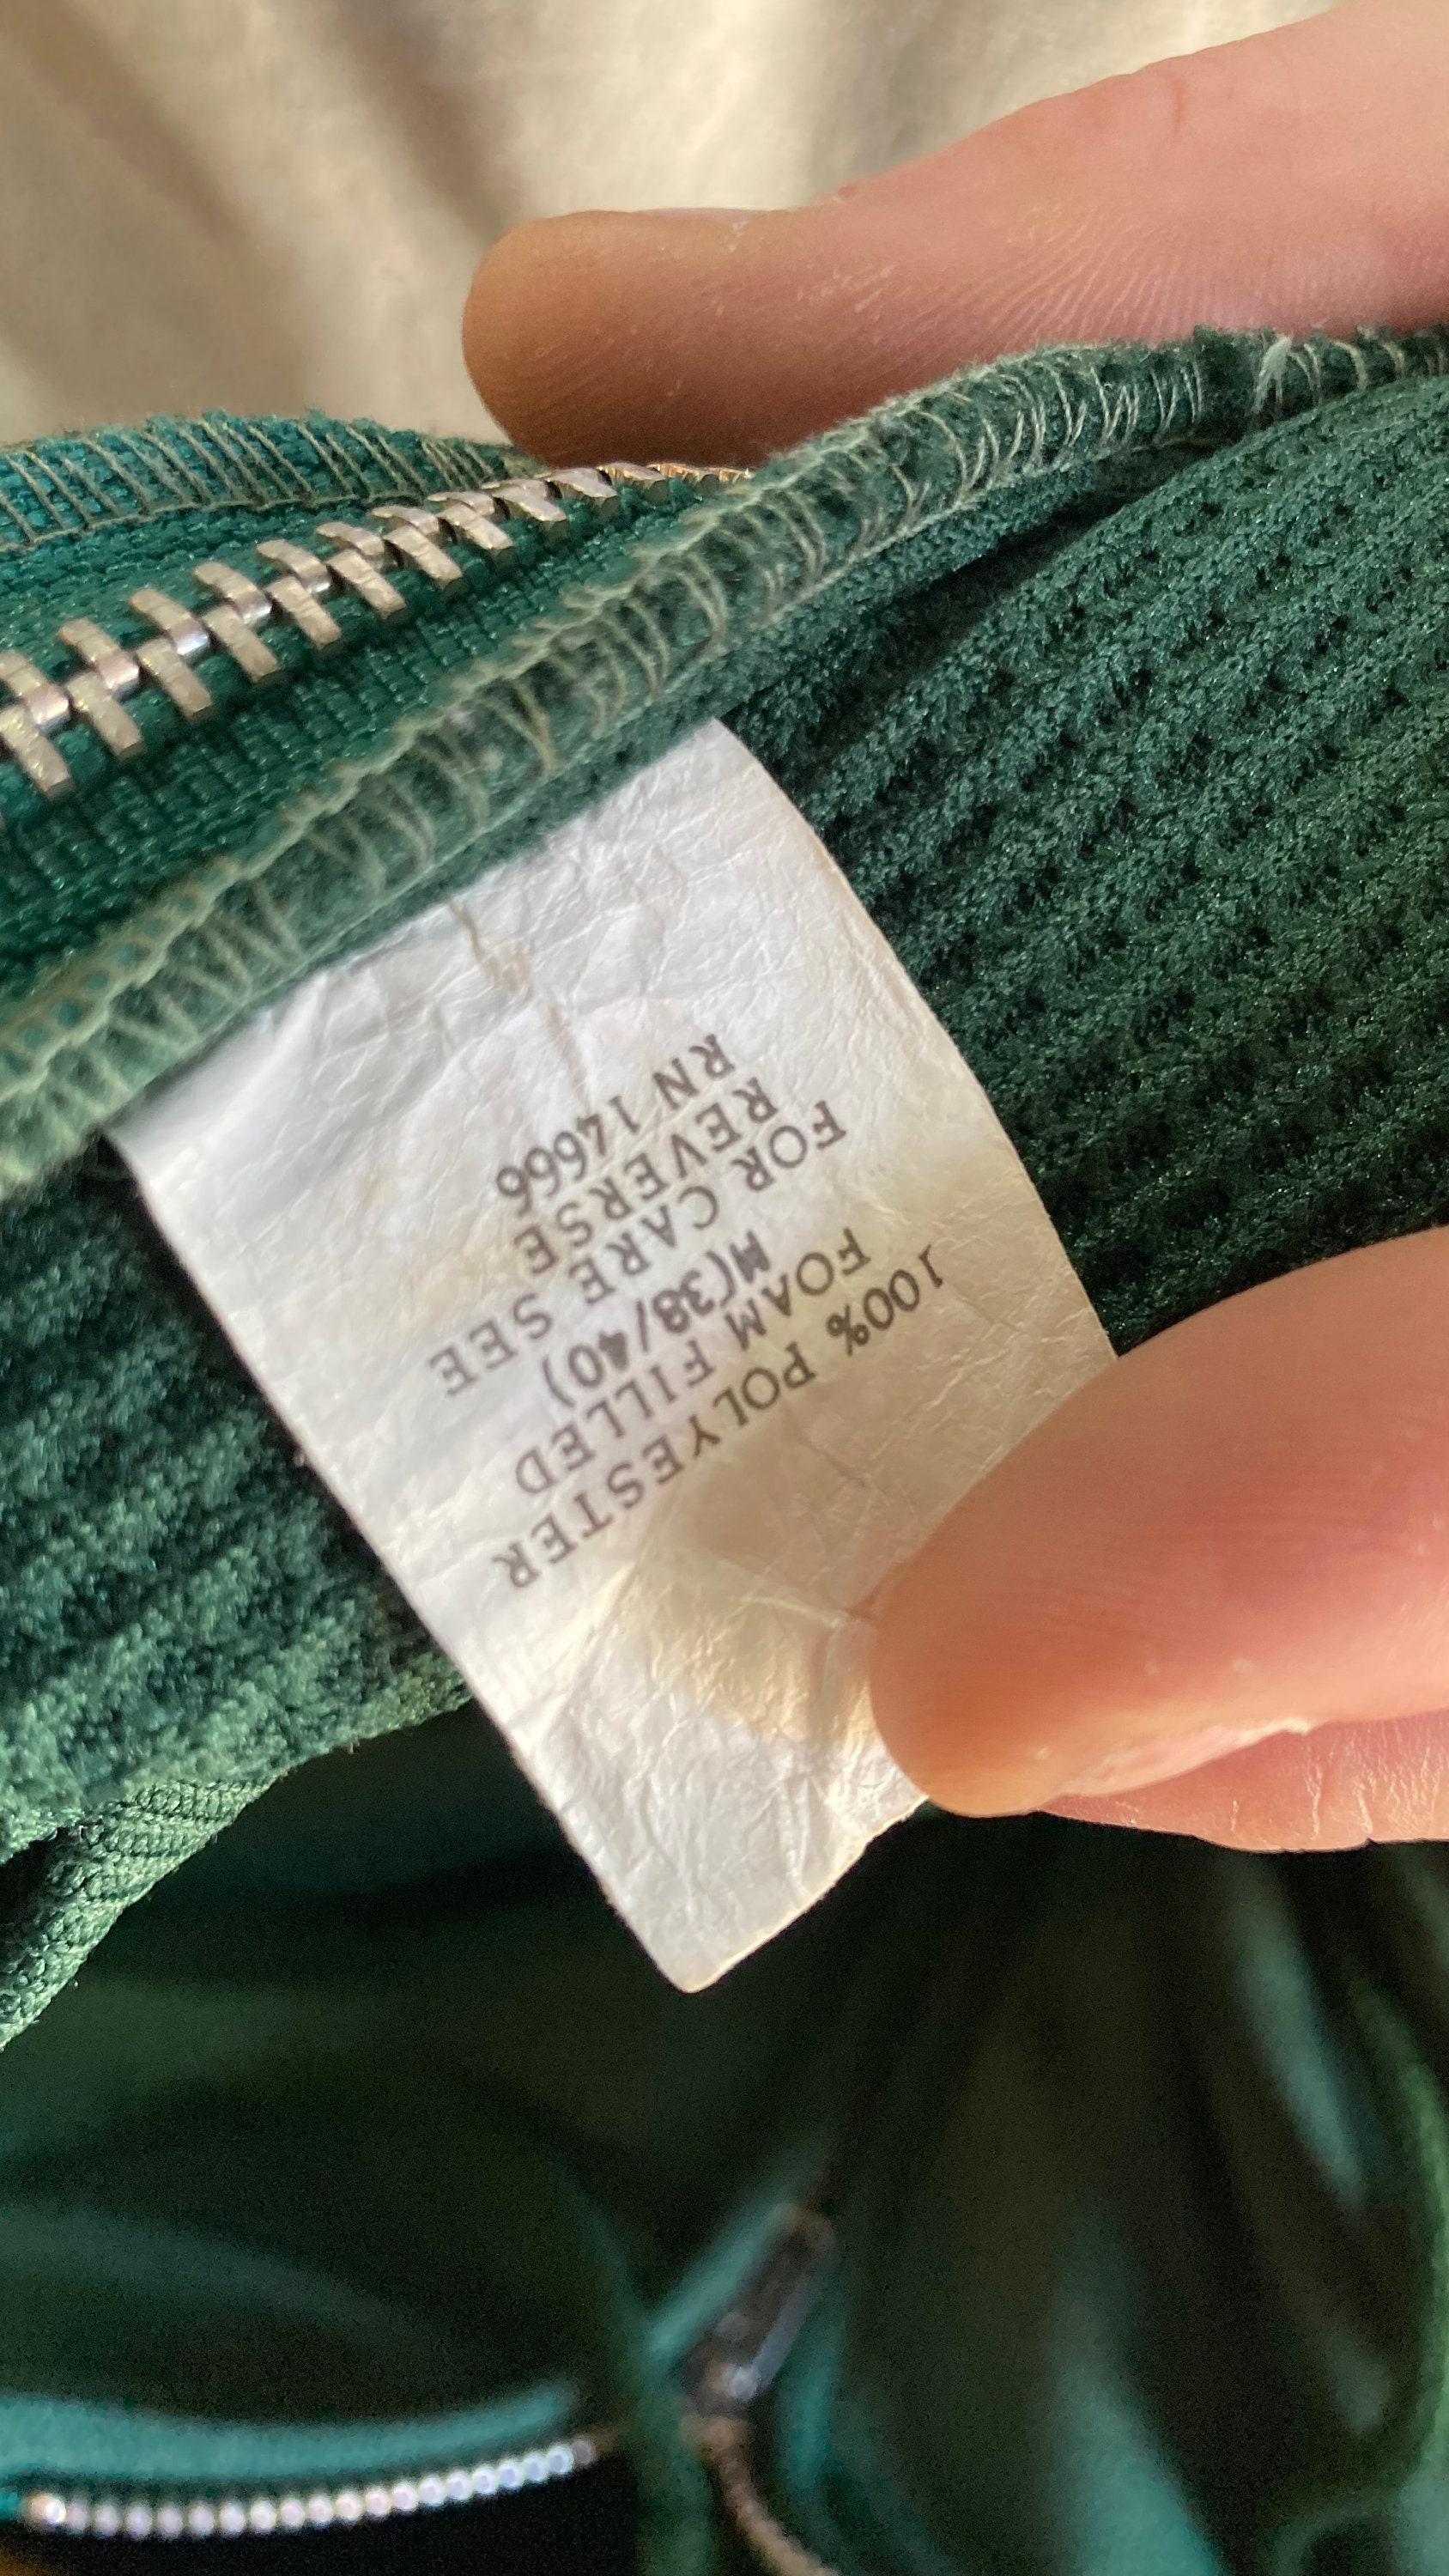 100% POLYESTER
FOAM FILLED
M(38/40)
FOR CARE SEE
REVERSE
RN 14666